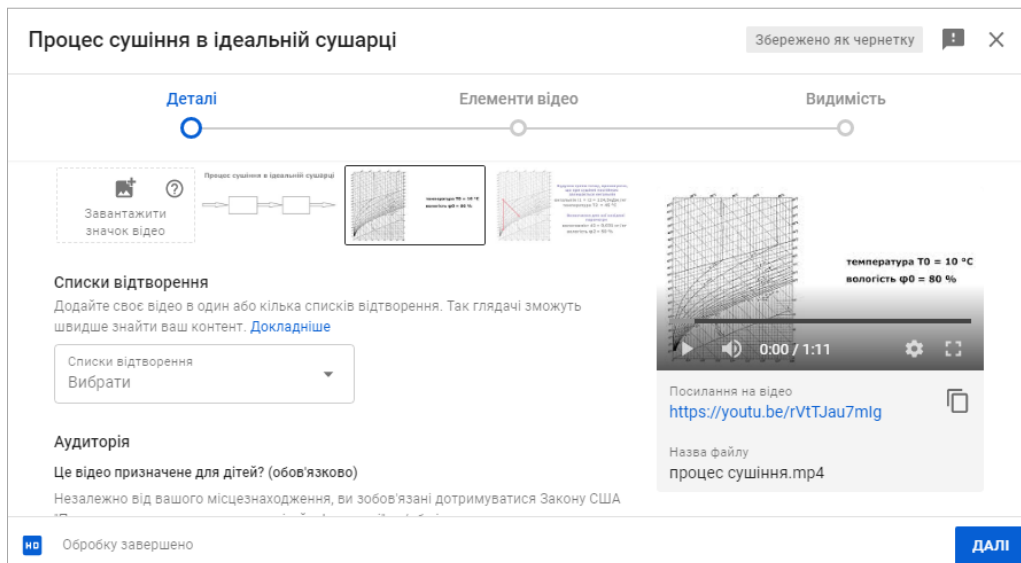 Процес сушіння в ідеальній сушарці
Збережено як чернетку
Деталі
Елементи відео
Видимість
Завантажити
значок відео
Процес сушіння в ідеальній сушарці
температура T0 = 10 °C
вологість φ0 = 80 %
температура T0 = 10 °C
вологість φ0 = 80 %
0:00 / 1:11
Списки відтворення
Додайте своє відео в один або кілька списків відтворення. Так глядачі зможуть
швидше знайти ваш контент. Докладніше
Списки відтворення
Вибрати
Посилання на відео
https://youtu.be/rVtTJau7mIg
Назва файлу
процес сушіння.mp4
Аудиторія
Це відео призначене для дітей? (обов'язково)
Незалежно від вашого місцезнаходження, ви зобов'язані дотримуватися Закону США
HD
Обробку завершено
ДАЛІ